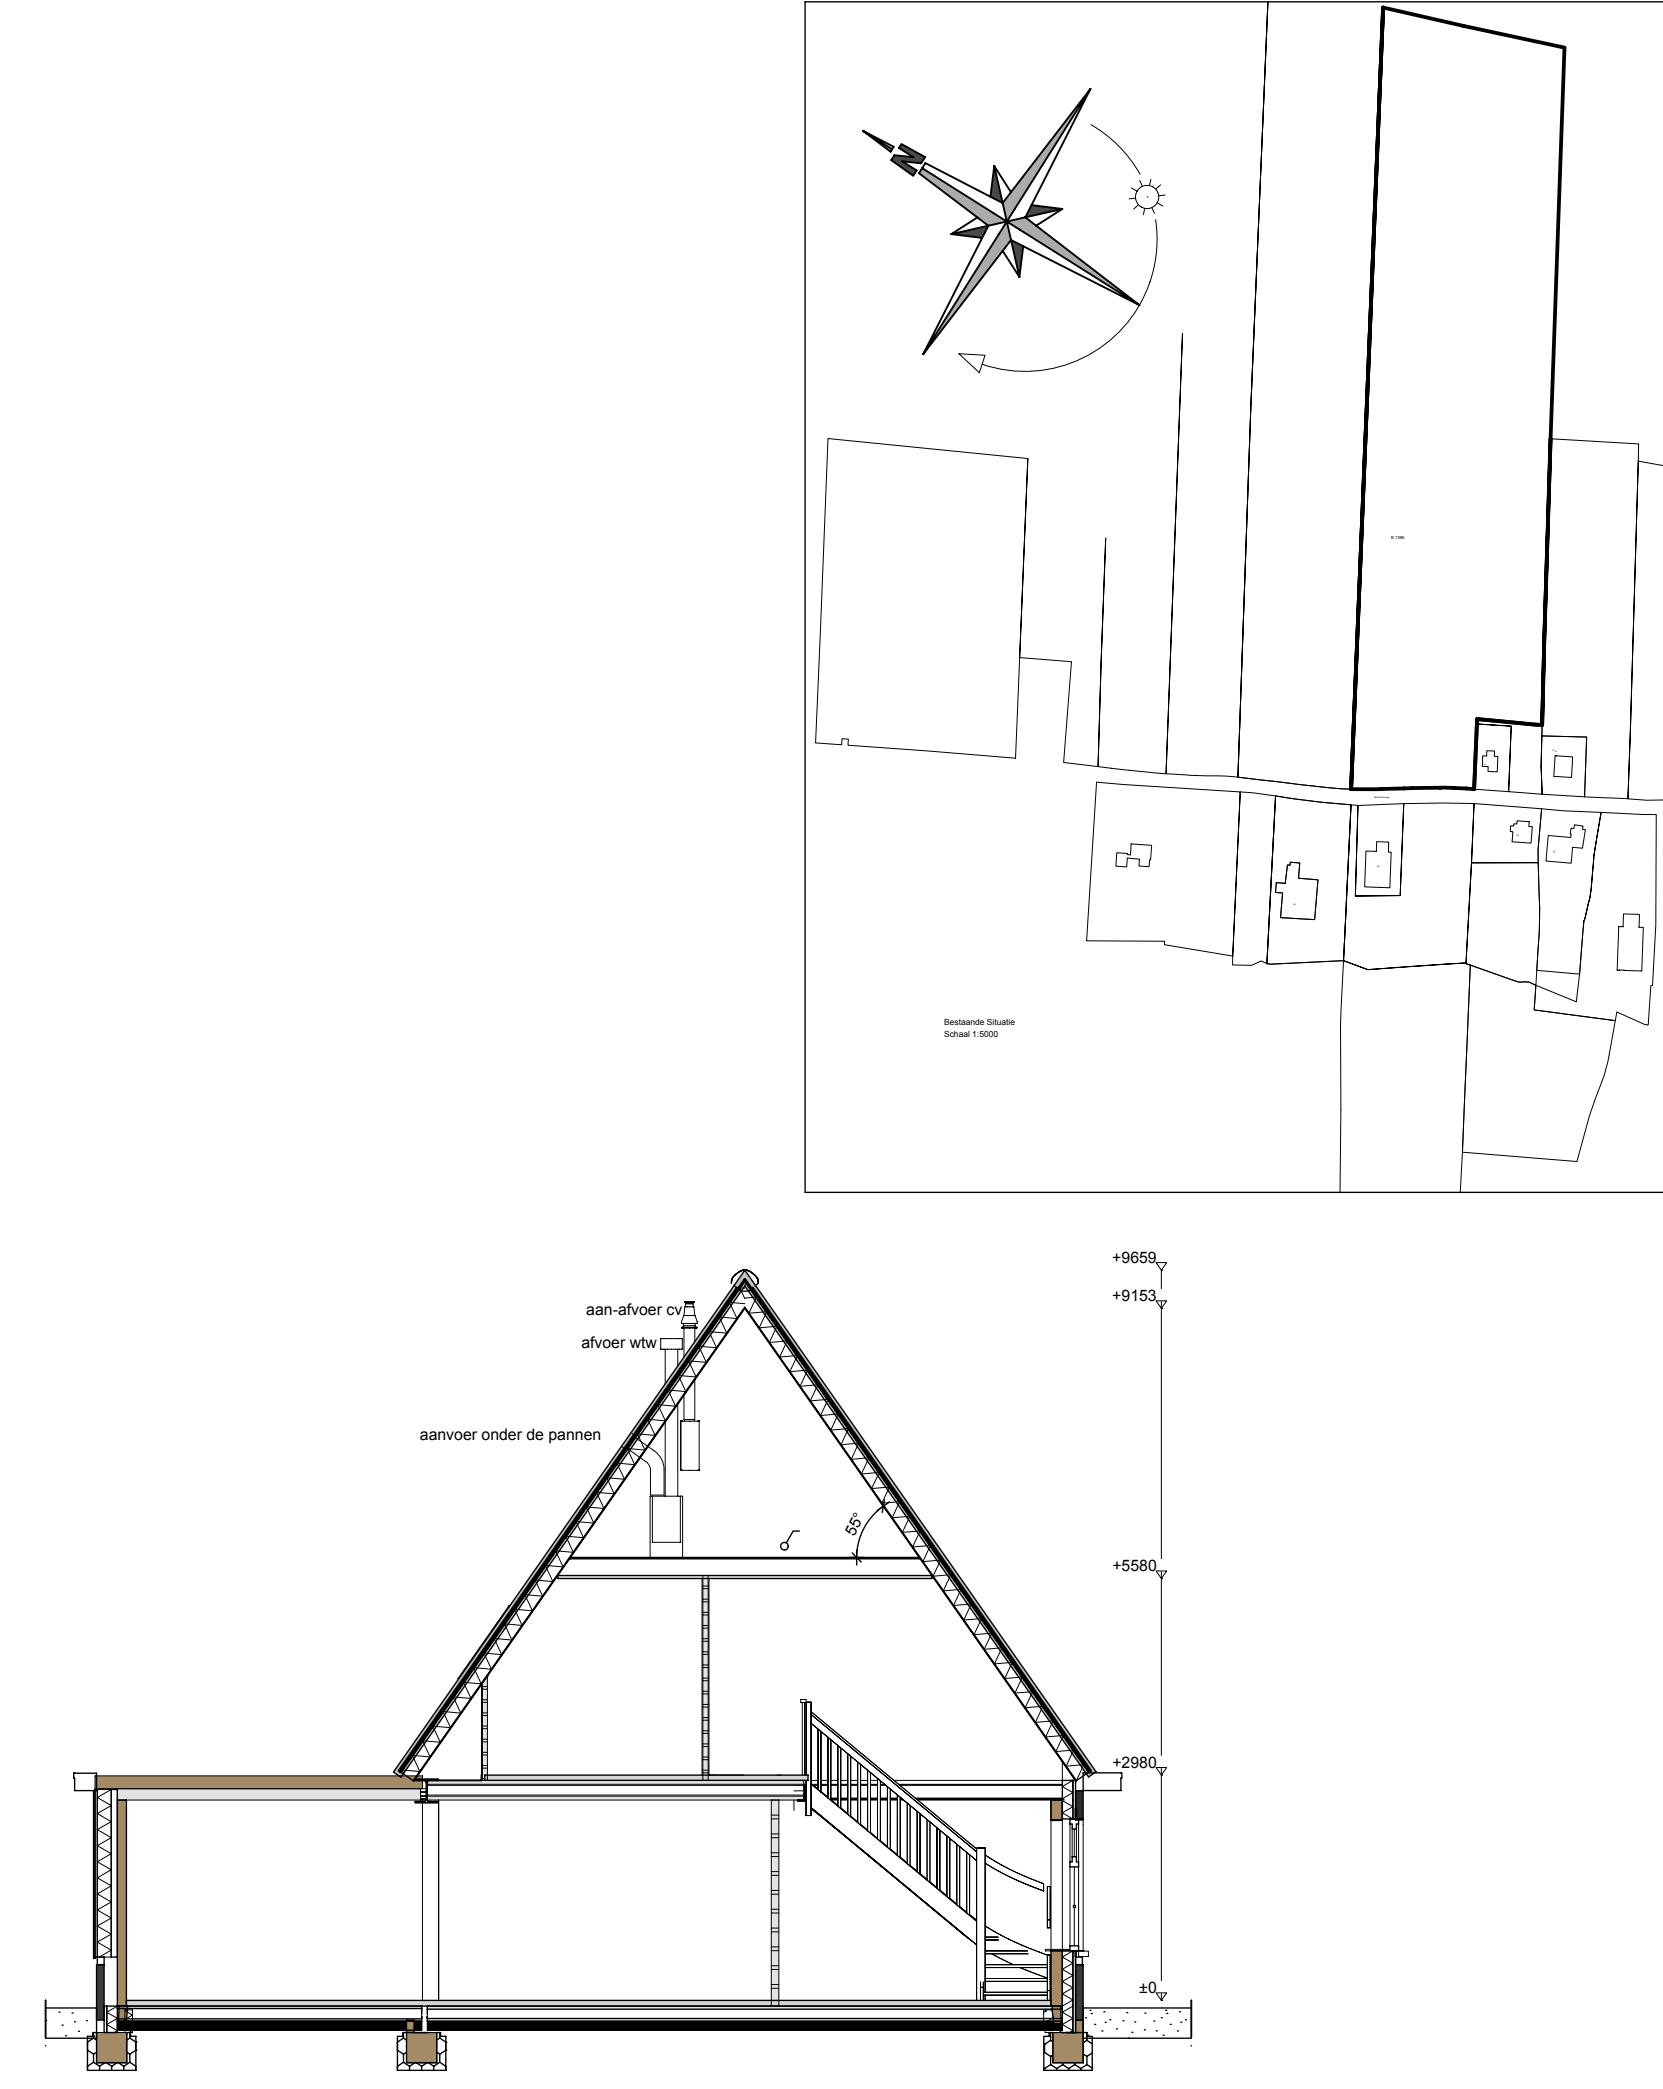 N
B 1386
Bestaande Situatie
Schaal 1:5000
+9659
aan-afvoer cv
+9153
afvoer wtw
aanvoer onder de pannen
55°
+5580
+2980
±0